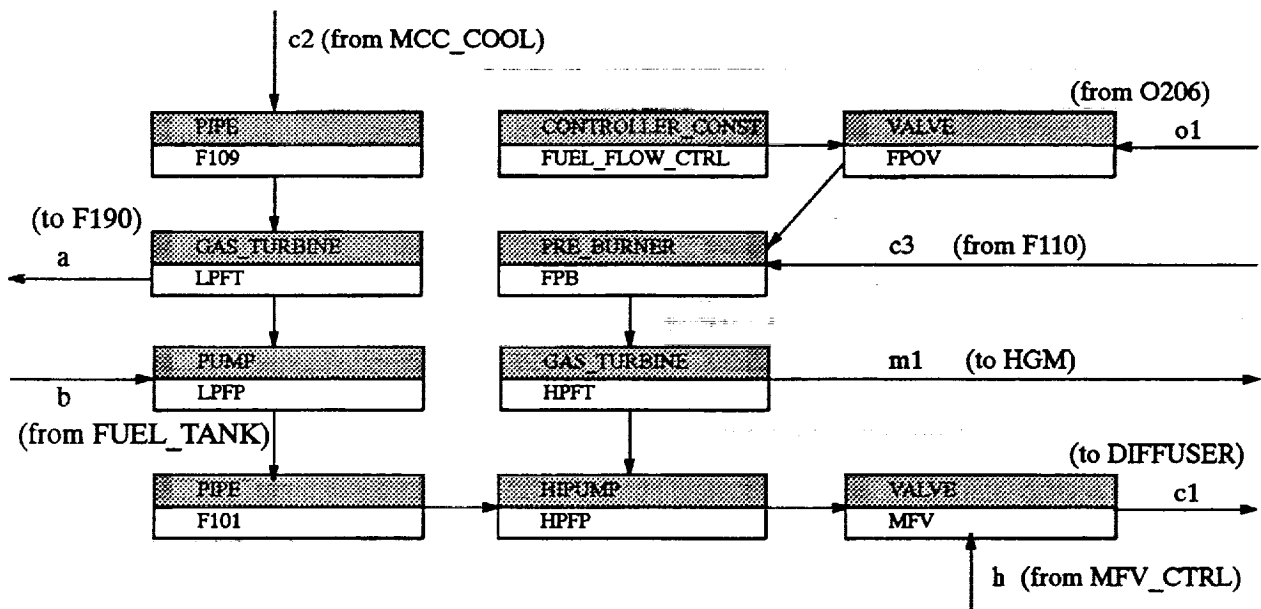 c2 (from MCC_COOL)
(from O206)
PIPE
F109
CONTROLLER_CONST
FUEL_FLOW_CTRL
VALVE
FPOV
o1
(to F190)
a
GAS_TURBINE
LPFT
PRE_BURNER
FPB
c3 (from F110)
PUMP
LPFP
b
(from FUEL_TANK)
GAS_TURBINE
HPFT
m1 (to HGM)
(to DIFFUSER)
PIPE
F101
HIPUMP
HPFP
VALVE
MFV
c1
h (from MFV_CTRL)